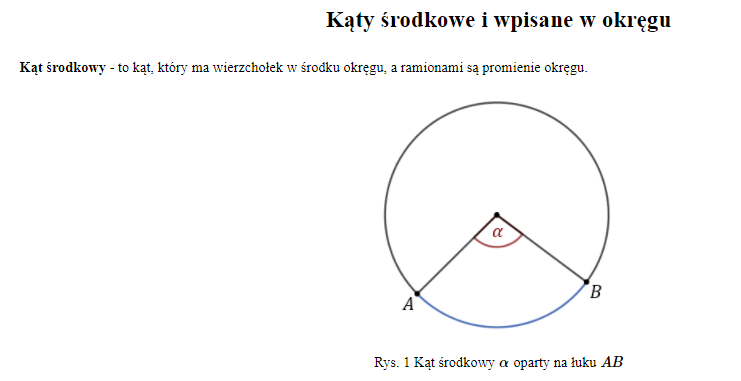 Kąty środkowe i wpisane w okręgu
Kąt środkowy - to kąt, który ma wierzchołek w środku okręgu, a ramionami są promienie okręgu.
α
A
B
Rys. 1 Kąt środkowy α oparty na łuku AB